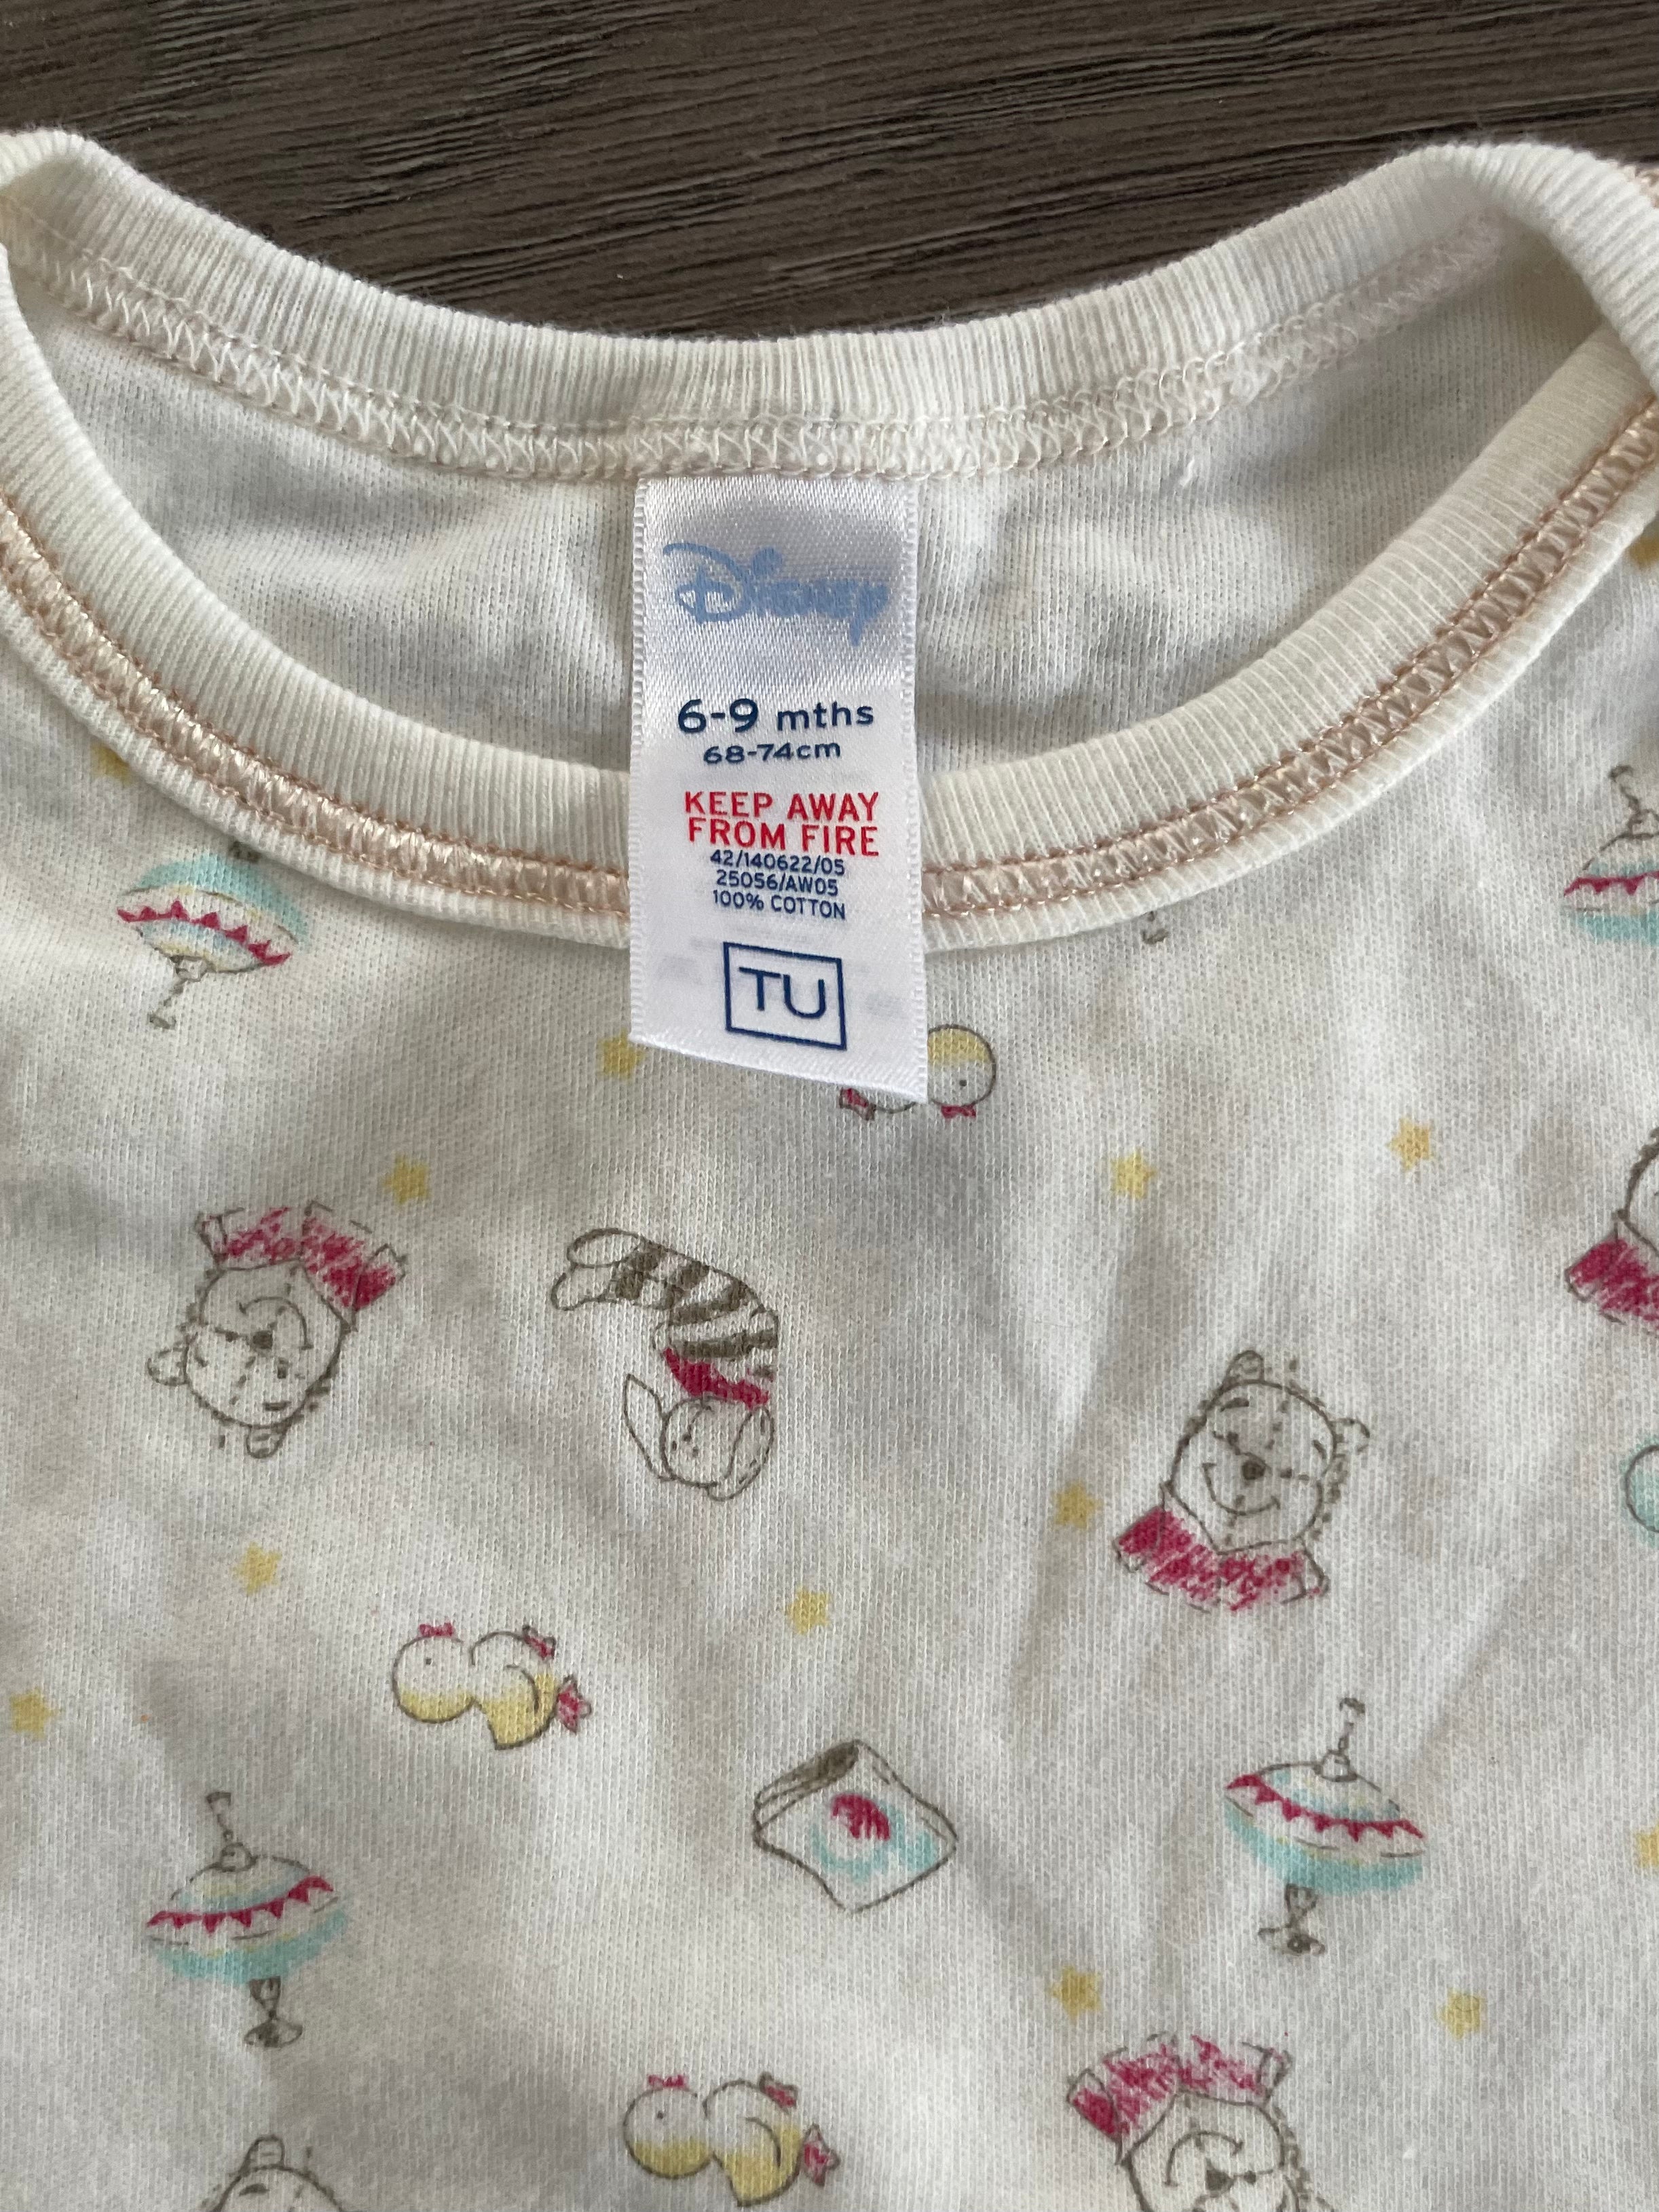 Disney
6-9 mths
68-74cm
KEEP AWAY
FROM FIRE
42/140622/05
25056/AW05
100% COTTON
TU